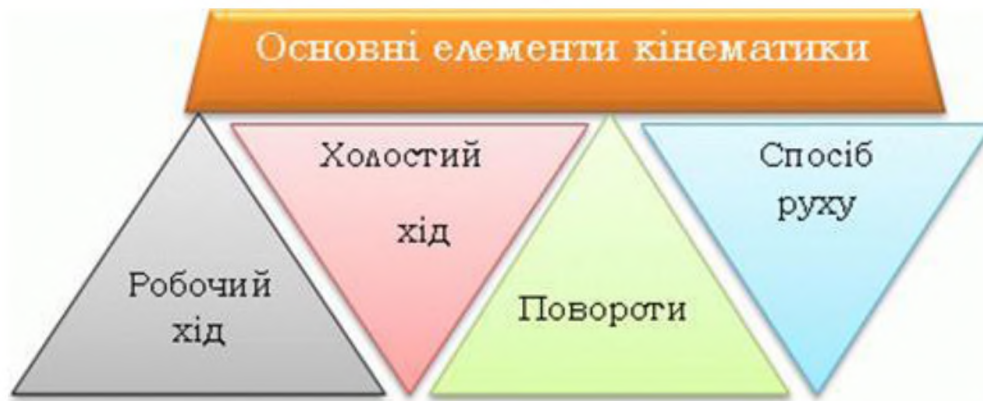 Основні елементи кінематики
Холостий
хід
Спосіб
руху
Робочий
хід
Повороти